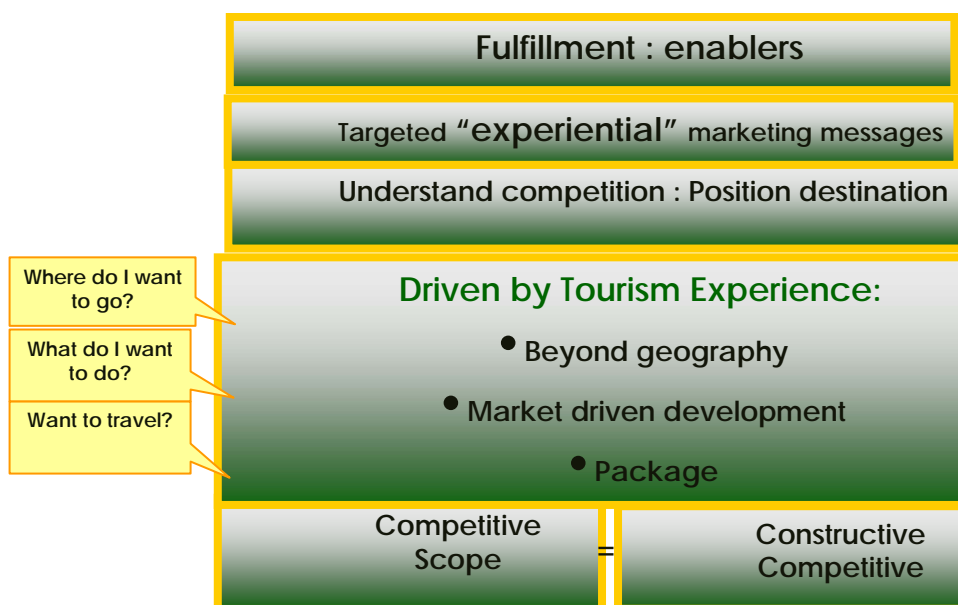 Fulfillment : enablers
Targeted “experiential” marketing messages
Understand competition : Position destination
Where do I want
to go?
What do I want
to do?
Want to travel?
Driven by Tourism Experience:
• Beyond geography
• Market driven development
• Package
Competitive
Scope
=
Constructive
Competitive